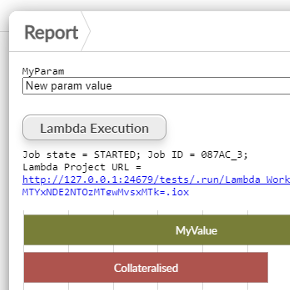 Report
MyParam
New param value
Lambda Execution
Job state = STARTED; Job ID = 087AC_3;
Lambda Project URL =
http://127.0.0.1:24679/tests/.run/Lambda_Work
MTYxNDE2NTQzMTgwMysxMTk=.iox
MyValue
Collateralised